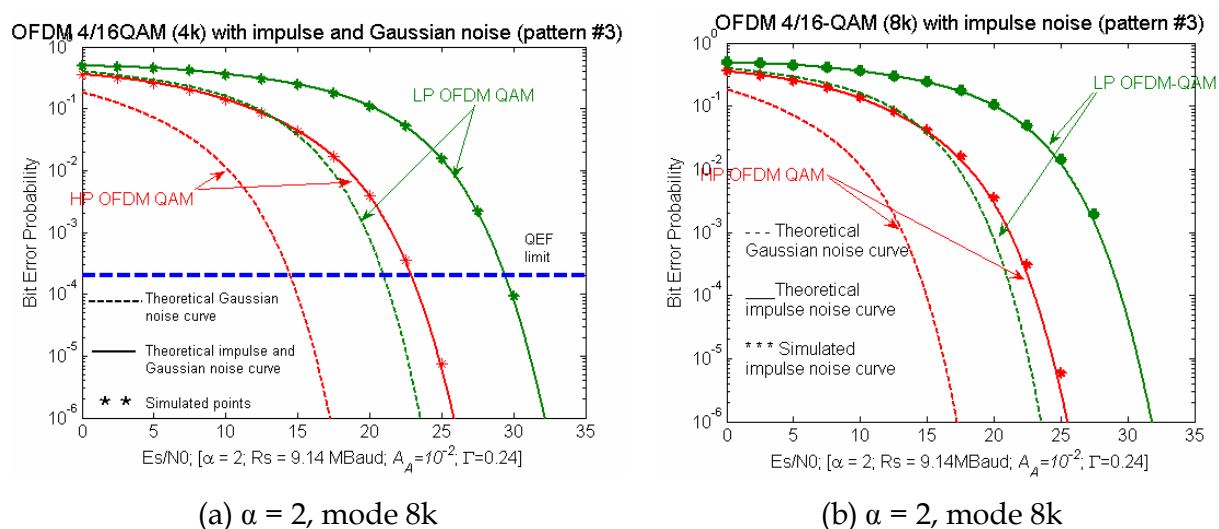 OFDM 4/16QAM (4k) with impulse and Gaussian noise (pattern #3)
Bit Error Probability
10^0
10^-1
10^-2
10^-3
10^-4
10^-5
10^-6
LP OFDM QAM
HP OFDM QAM
QEF
limit
Theoretical Gaussian
noise curve
Theoretical impulse and
Gaussian noise curve
* * Simulated points
0 5 10 15 20 25 30 35
Es/N0; [α = 2; Rs = 9.14 MBaud; A_A=10^-2; Γ=0.24]
(a) α = 2, mode 8k
OFDM 4/16-QAM (8k) with impulse noise (pattern #3)
Bit Error Probability
10^0
10^-1
10^-2
10^-3
10^-4
10^-5
10^-6
LP OFDM-QAM
HP OFDM QAM
Theoretical
Gaussian noise curve
Theoretical
impulse noise curve
*** Simulated
impulse noise curve
0 5 10 15 20 25 30 35
Es/N0; [α = 2; Rs = 9.14MBaud; A_A=10^-2; Γ=0.24]
(b) α = 2, mode 8k